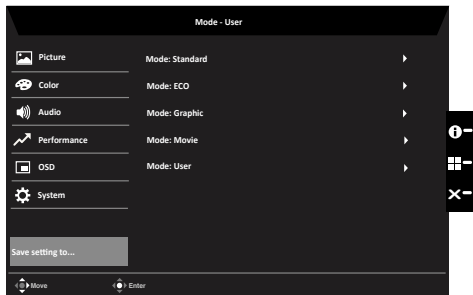 Mode - User
Picture
Color
Audio
Performance
OSD
System
Save setting to...
Mode: Standard
Mode: ECO
Mode: Graphic
Mode: Movie
Mode: User
Move
Enter